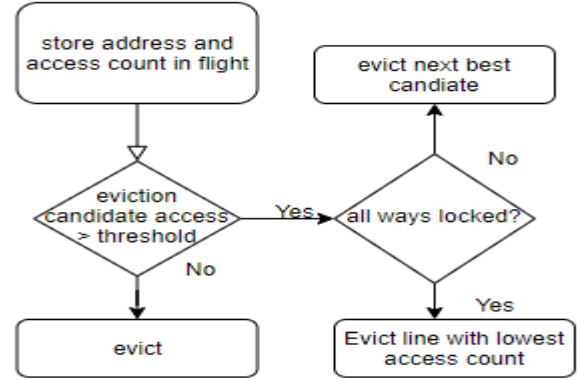 store address and
access count in flight
eviction
candidate access
> threshold
Yes
No
evict
all ways locked?
No
evict next best
candiate
Yes
Evict line with lowest
access count